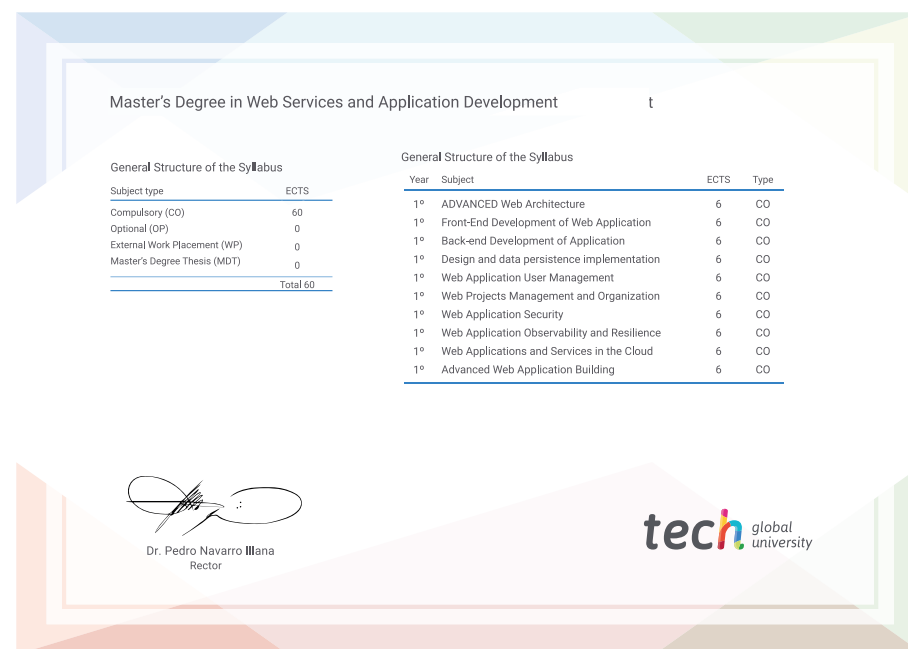 Master's Degree in Web Services and Application Development t
General Structure of the Syllabus
Subject type ECTS
Compulsory (CO) 60
Optional (OP) 0
External Work Placement (WP) 0
Master's Degree Thesis (MDT) 0
Total 60
General Structure of the Syllabus
Year Subject ECTS Type
1º ADVANCED Web Architecture 6 CO
1º Front-End Development of Web Application 6 CO
1º Back-end Development of Application 6 CO
1º Design and data persistence implementation 6 CO
1º Web Application User Management 6 CO
1º Web Projects Management and Organization 6 CO
1º Web Application Security 6 CO
1º Web Application Observability and Resilience 6 CO
1º Web Applications and Services in the Cloud 6 CO
1º Advanced Web Application Building 6 CO
Dr. Pedro Navarro Illana
Rector
tech global
university